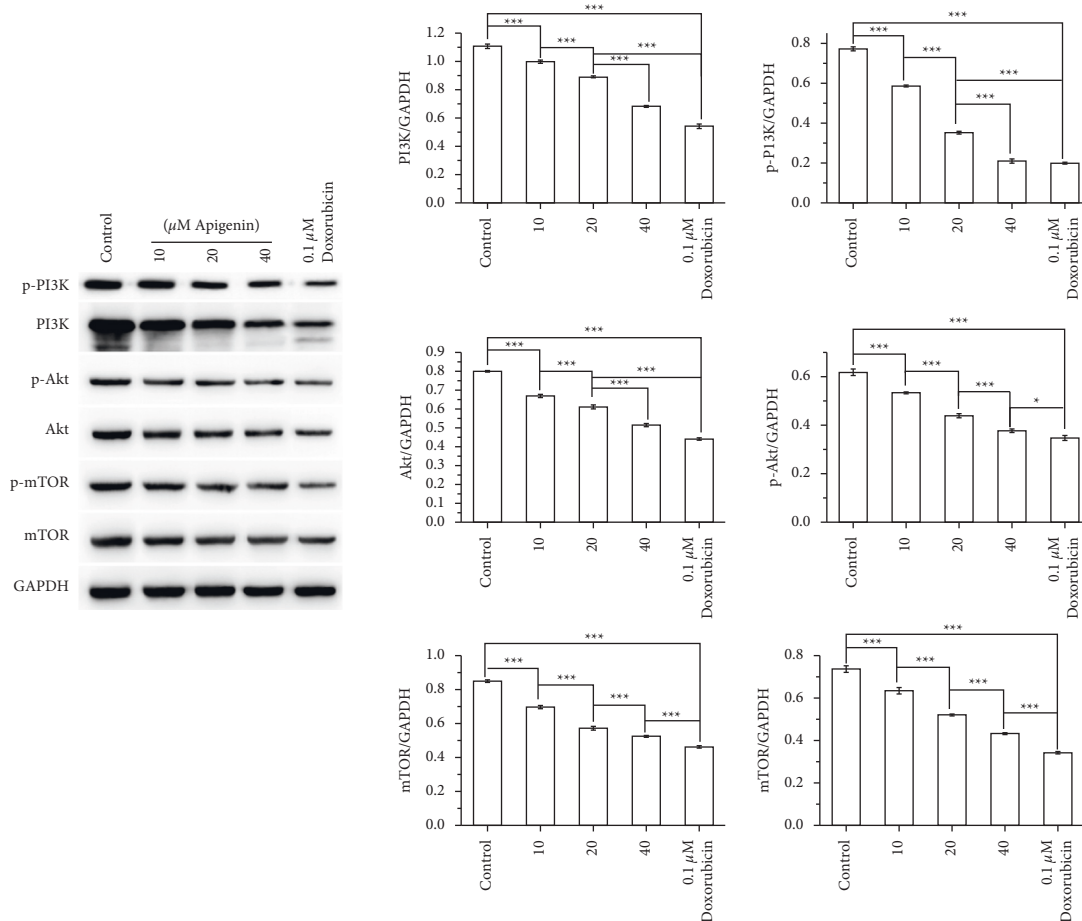 Control
(µM Apigenin)
10
20
40
0.1 µM
Doxorubicin
p-PI3K
PI3K
p-Akt
Akt
p-mTOR
mTOR
GAPDH
***
***
***
***
***
1.2
1.0
0.8
0.6
0.4
0.2
0.0
PI3K/GAPDH
Control
10
20
40
0.1 µM
Doxorubicin
***
***
***
***
***
0.8
0.6
0.4
0.2
0.0
p-P13K/GAPDH
Control
10
20
40
0.1 µM
Doxorubicin
***
***
***
***
***
0.9
0.8
0.7
0.6
0.5
0.4
0.3
0.2
0.1
0.0
Akt/GAPDH
Control
10
20
40
0.1 µM
Doxorubicin
***
***
***
***
*
0.6
0.4
0.2
0.0
p-Akt/GAPDH
Control
10
20
40
0.1 µM
Doxorubicin
***
***
***
***
***
1.0
0.8
0.6
0.4
0.2
0.0
mTOR/GAPDH
Control
10
20
40
0.1 µM
Doxorubicin
***
***
***
***
***
0.8
0.6
0.4
0.2
0.0
mTOR/GAPDH
Control
10
20
40
0.1 µM
Doxorubicin